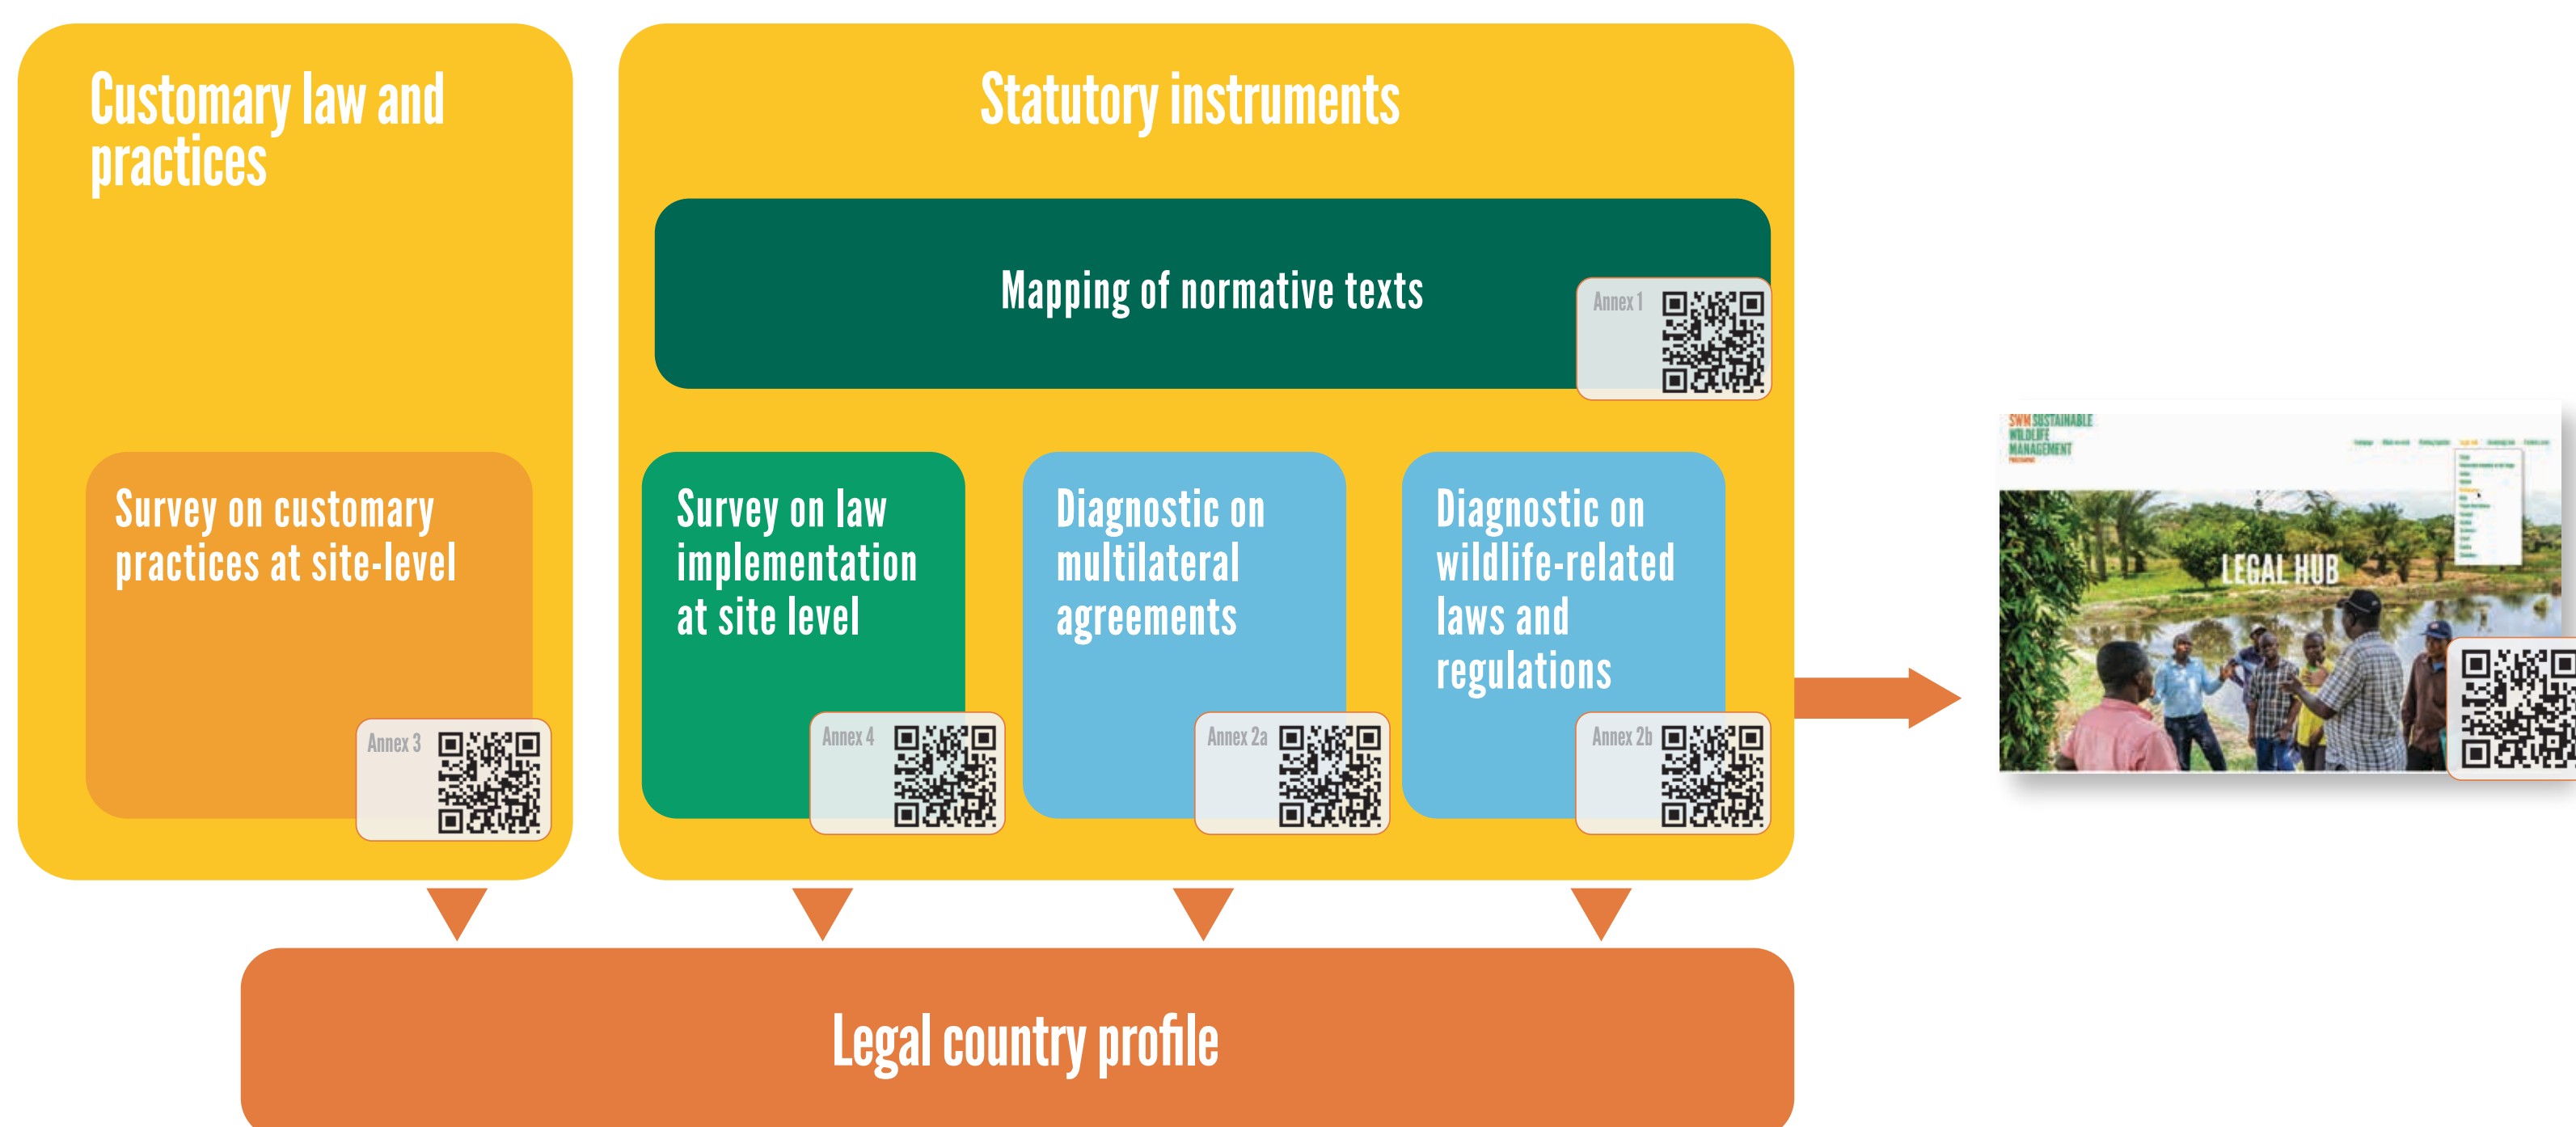 Customary law and
practices
Statutory instruments
Mapping of normative texts
Annex 1
Survey on customary
practices at site-level
Annex 3
Survey on law
implementation
at site level
Annex 4
Diagnostic on
multilateral
agreements
Annex 2a
Diagnostic on
wildlife-related
laws and
regulations
Annex 2b
SWM SUSTAINABLE
WILDLIFE
MANAGEMENT
PROGRAMME
LEGAL HUB
Legal country profile